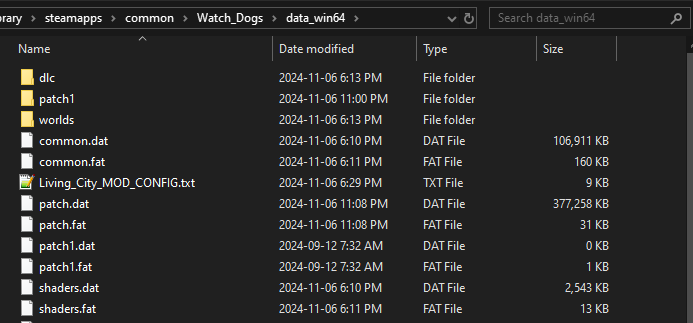 brary > steamapps > common > Watch_Dogs > data_win64 > Search data_win64
Name Date modified Type Size
dlc 2024-11-06 6:13 PM File folder
patch1 2024-11-06 11:00 PM File folder
worlds 2024-11-06 6:13 PM File folder
common.dat 2024-11-06 6:10 PM DAT File 106,911 KB
common.fat 2024-11-06 6:11 PM FAT File 160 KB
Living_City_MOD_CONFIG.txt 2024-11-06 6:29 PM TXT File 9 KB
patch.dat 2024-11-06 11:08 PM DAT File 377,258 KB
patch.fat 2024-11-06 11:08 PM FAT File 31 KB
patch1.dat 2024-09-12 7:32 AM DAT File 0 KB
patch1.fat 2024-09-12 7:32 AM FAT File 1 KB
shaders.dat 2024-11-06 6:10 PM DAT File 2,543 KB
shaders.fat 2024-11-06 6:11 PM FAT File 13 KB